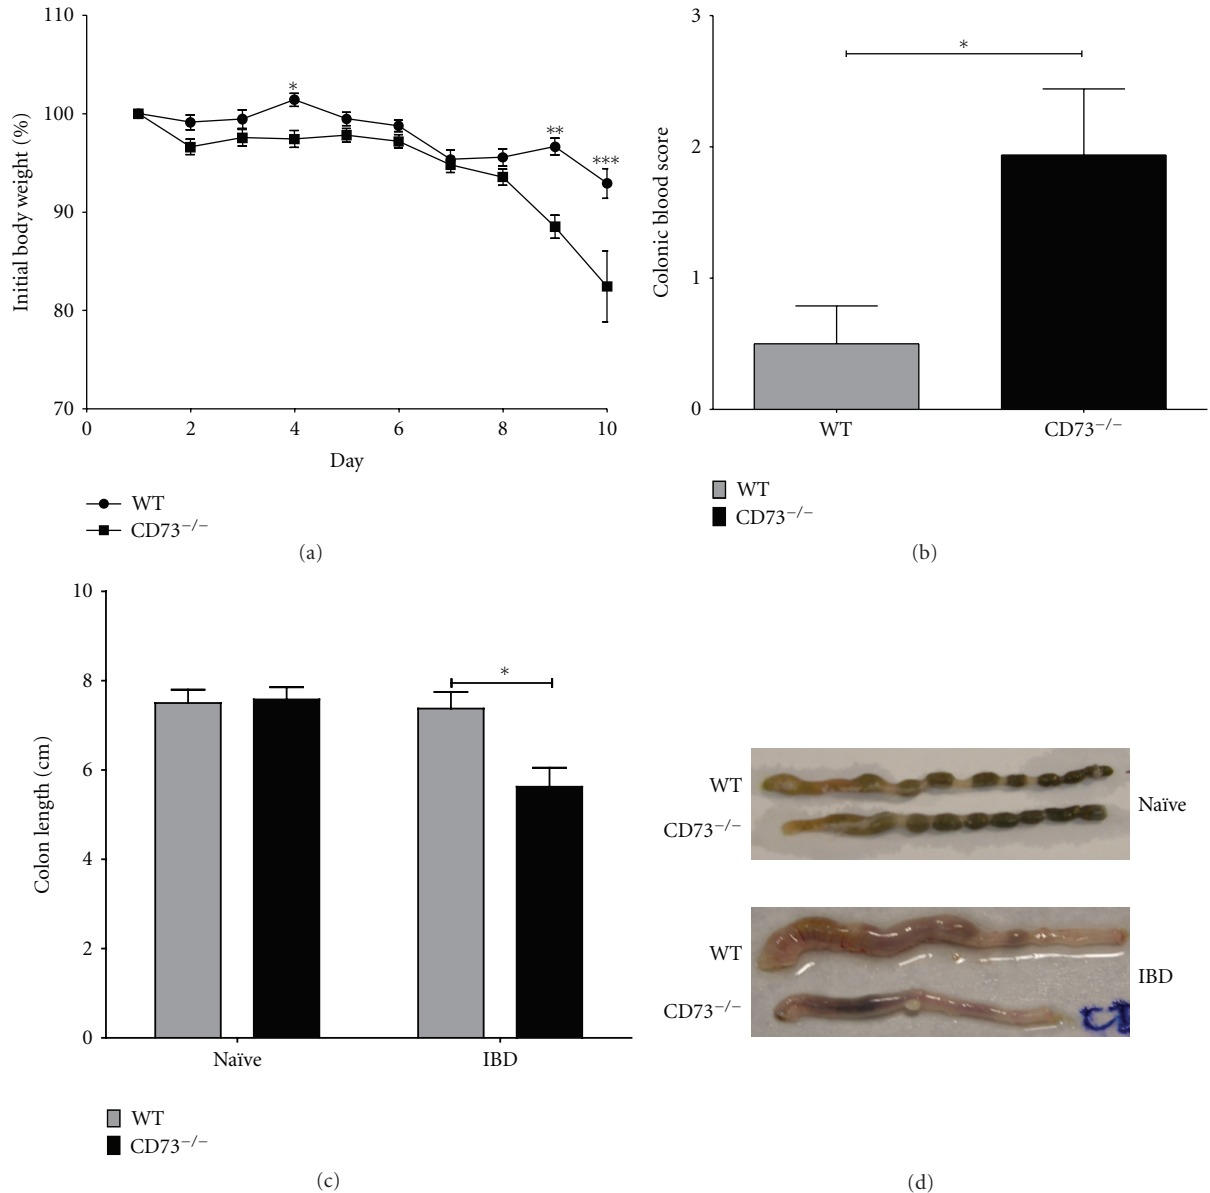 110
100
90
80
70
Initial body weight (%)
*
**
***
0 2 4 6 8 10
Day
WT
CD73−/−
(a)
3
2
1
0
Colonic blood score
*
WT CD73−/−
WT
CD73−/−
(b)
10
8
6
4
2
0
Colon length (cm)
*
Naïve IBD
WT
CD73−/−
(c)
WT
CD73−/−
Naïve
WT
CD73−/−
IBD
(d)